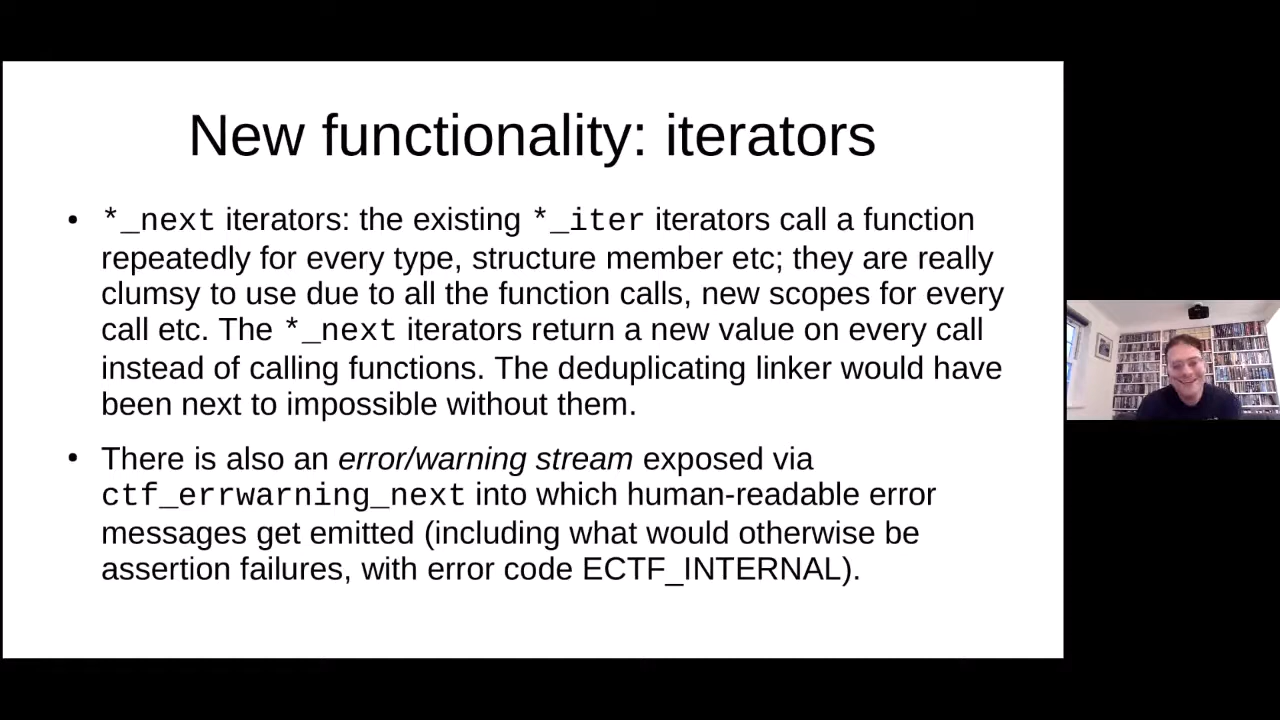 New functionality: iterators
• *_next iterators: the existing *_iter iterators call a function
repeatedly for every type, structure member etc; they are really
clumsy to use due to all the function calls, new scopes for every
call etc. The *_next iterators return a new value on every call
instead of calling functions. The deduplicating linker would have
been next to impossible without them.
• There is also an error/warning stream exposed via
ctf_errwarning_next into which human-readable error
messages get emitted (including what would otherwise be
assertion failures, with error code ECTF_INTERNAL).